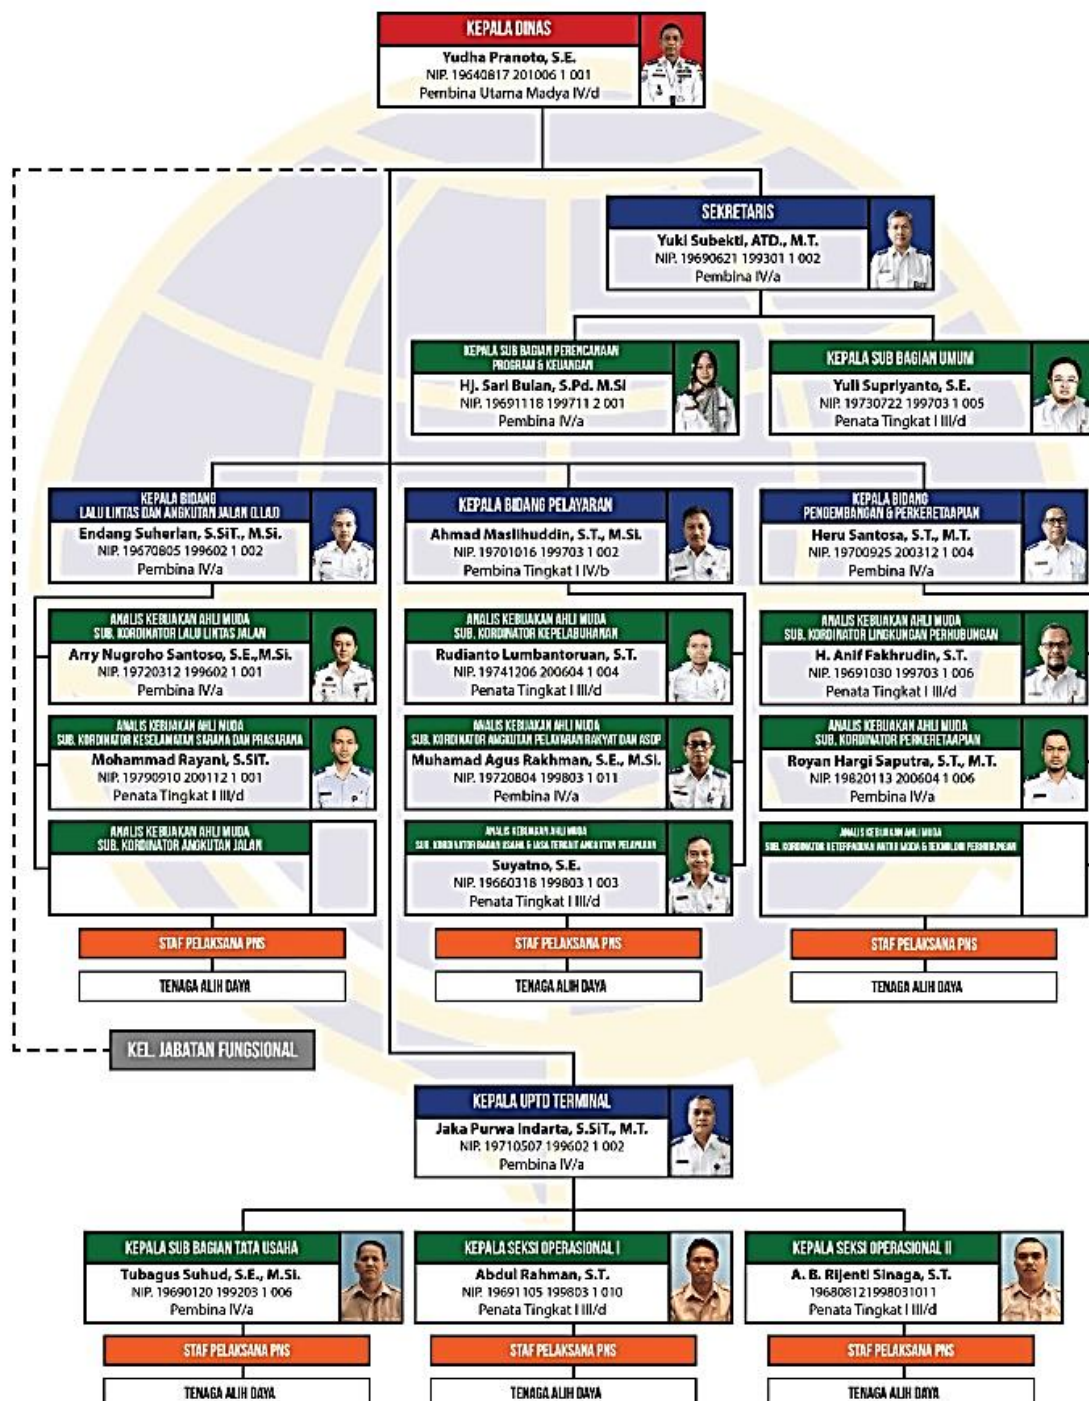 KEPALA DINAS
Yudha Pranoto, S.E.
NIP. 19640817 201006 1 001
Pembina Utama Madya IV/d
SEKRETARIS
Yuki Subekti, ATD., M.T.
NIP. 19690621 199301 1 002
Pembina IV/a
KEPALA SUB BAGIAN PERENCANAAN
PROGRAM & KEUANGAN
Hj. Sari Bulan, S.Pd. M.Si
NIP. 19691118 199711 2 001
Pembina IV/a
KEPALA SUB BAGIAN UMUM
Yuli Supriyanto, S.E.
NIP. 19730722 199703 1 005
Penata Tingkat I III/d
KEPALA BIDANG
LALU LINTAS DAN ANGKUTAN JALAN (LLAJ)
Endang Suherlan, S.SiT., M.Si.
NIP. 19670805 199602 1 002
Pembina IV/a
ANALIS KEBIJAKAN AHLI MUDA
SUB. KORDINATOR LALU LINTAS JALAN
Arry Nugroho Santoso, S.E.,M.Si.
NIP. 19720312 199602 1 001
Pembina IV/a
ANALIS KEBIJAKAN AHLI MUDA
SUB. KORDINATOR KESELAMATAN SARANA DAN PRASARANA
Mohammad Rayani, S.SiT.
NIP. 19790910 200112 1 001
Penata Tingkat I III/d
ANALIS KEBIJAKAN AHLI MUDA
SUB. KORDINATOR ANGKUTAN JALAN
STAF PELAKSANA PNS
TENAGA ALIH DAYA
KEPALA BIDANG PELAYARAN
Ahmad Maslihuddin, S.T., M.Si.
NIP. 19701016 199703 1 002
Pembina Tingkat I IV/b
ANALIS KEBIJAKAN AHLI MUDA
SUB. KORDINATOR KEPELABUHANAN
Rudianto Lumbantoruan, S.T.
NIP. 19741206 200604 1 004
Penata Tingkat I III/d
ANALIS KEBIJAKAN AHLI MUDA
SUB. KORDINATOR ANGKUTAN PELAYARAN RAKYAT DAN ASDP
Muhamad Agus Rakhman, S.E., M.Si.
NIP. 19720804 199803 1 011
Pembina IV/a
ANALIS KEBIJAKAN AHLI MUDA
SUB. KORDINATOR BADAN USAHA & JASA TERKAIT ANGKUTAN PELAYARAN
Suyatno, S.E.
NIP. 19660318 199803 1 003
Penata Tingkat I III/d
STAF PELAKSANA PNS
TENAGA ALIH DAYA
KEPALA BIDANG
PENGEMBANGAN & PERKERETAAPIAN
Heru Santosa, S.T., M.T.
NIP. 19700925 200312 1 004
Pembina IV/a
ANALIS KEBIJAKAN AHLI MUDA
SUB. KORDINATOR LINGKUNGAN PERHUBUNGAN
H. Anif Fakhrudin, S.T.
NIP. 19691030 199703 1 006
Penata Tingkat I III/d
ANALIS KEBIJAKAN AHLI MUDA
SUB. KORDINATOR PERKERETAAPIAN
Royan Hargi Saputra, S.T., M.T.
NIP. 19820113 200604 1 006
Pembina IV/a
ANALIS KEBIJAKAN AHLI MUDA
SUB. KORDINATOR KETERPADUAN ANTAR MODA & TEKNOLOGI PERHUBUNGAN
STAF PELAKSANA PNS
TENAGA ALIH DAYA
KEL. JABATAN FUNGSIONAL
KEPALA UPTD TERMINAL
Jaka Purwa Indarta, S.SiT., M.T.
NIP. 19710507 199602 1 002
Pembina IV/a
KEPALA SUB BAGIAN TATA USAHA
Tubagus Suhud, S.E., M.Si.
NIP. 19690120 199203 1 006
Pembina IV/a
STAF PELAKSANA PNS
TENAGA ALIH DAYA
KEPALA SEKSI OPERASIONAL I
Abdul Rahman, S.T.
NIP. 19691105 199803 1 010
Penata Tingkat I III/d
STAF PELAKSANA PNS
TENAGA ALIH DAYA
KEPALA SEKSI OPERASIONAL II
A. B. Rijenti Sinaga, S.T.
196808121998031011
Penata Tingkat I III/d
STAF PELAKSANA PNS
TENAGA ALIH DAYA